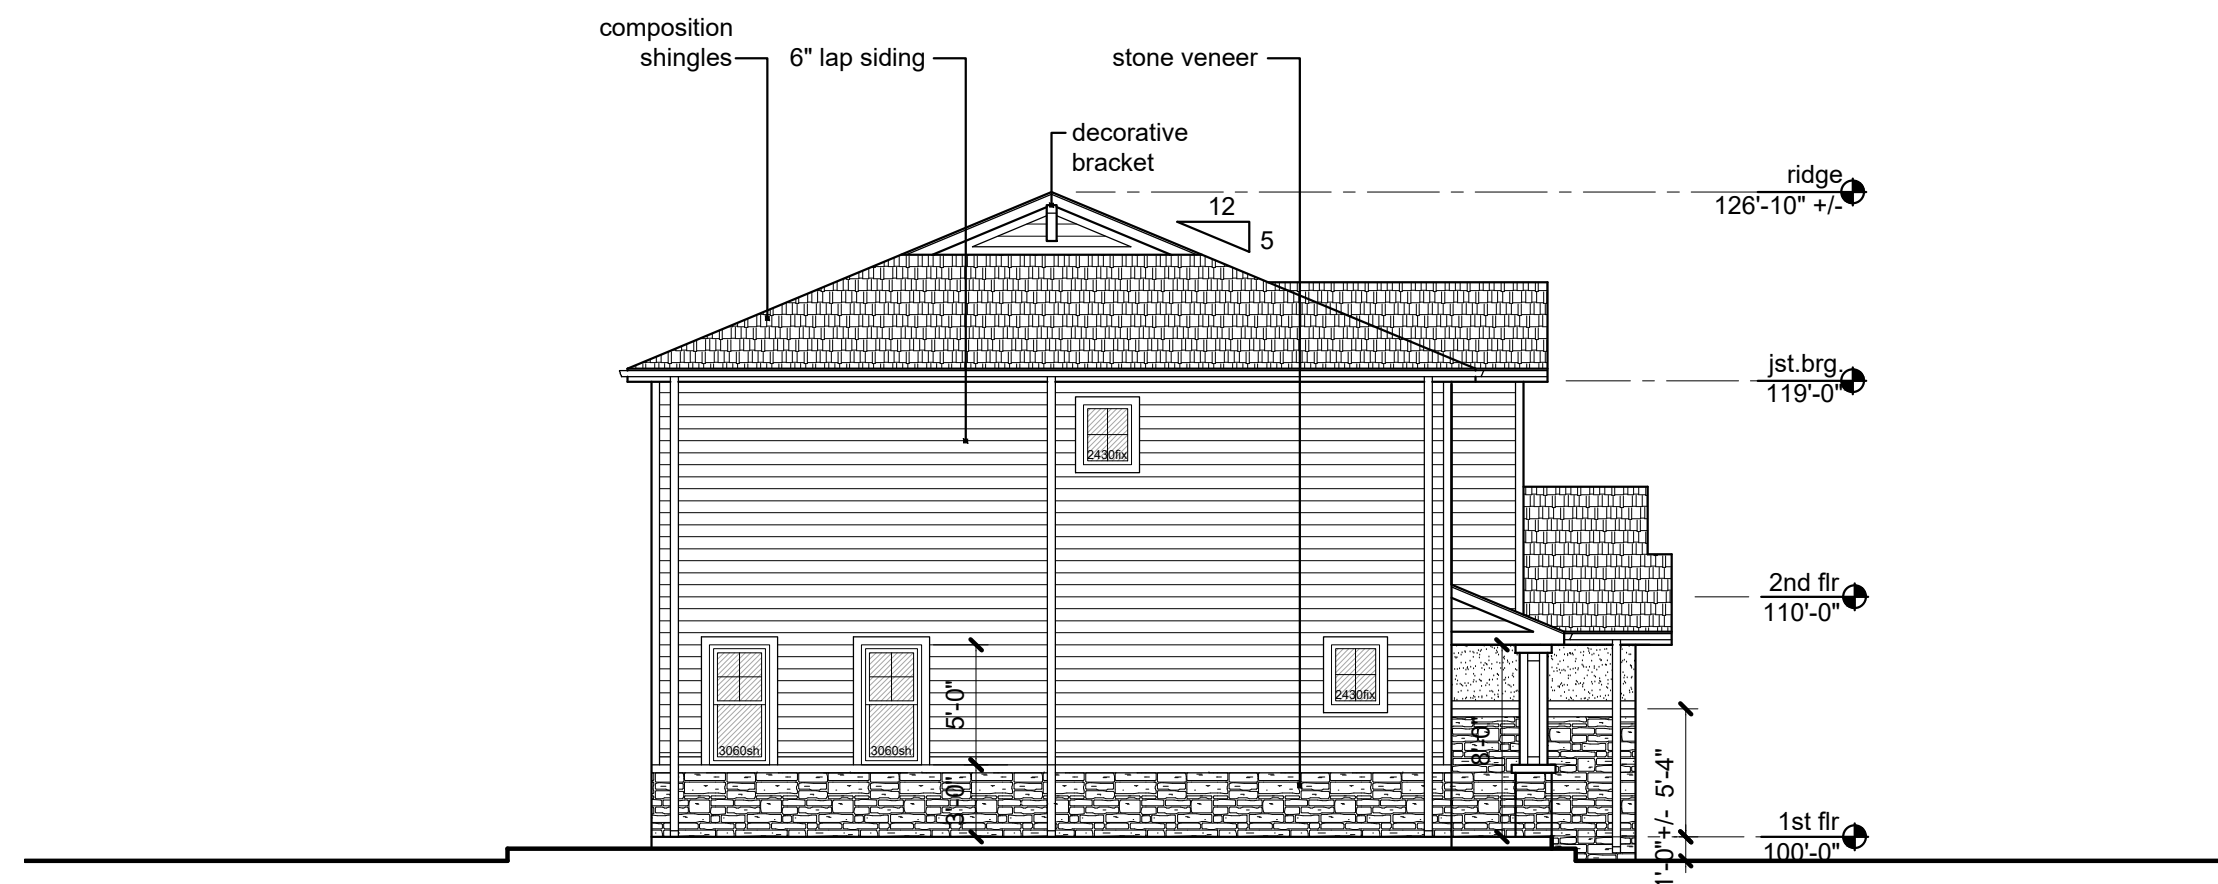 composition
shingles
6" lap siding
stone veneer
decorative
bracket
ridge
126'-10" +/-
12
5
jst.brg.
119'-0"
2430fix
2nd flr
110'-0"
5'-0"
2430fix
8'-0"
3060sh
3060sh
3'-0"
5'-4"
1'-0"+/-
1st flr
100'-0"